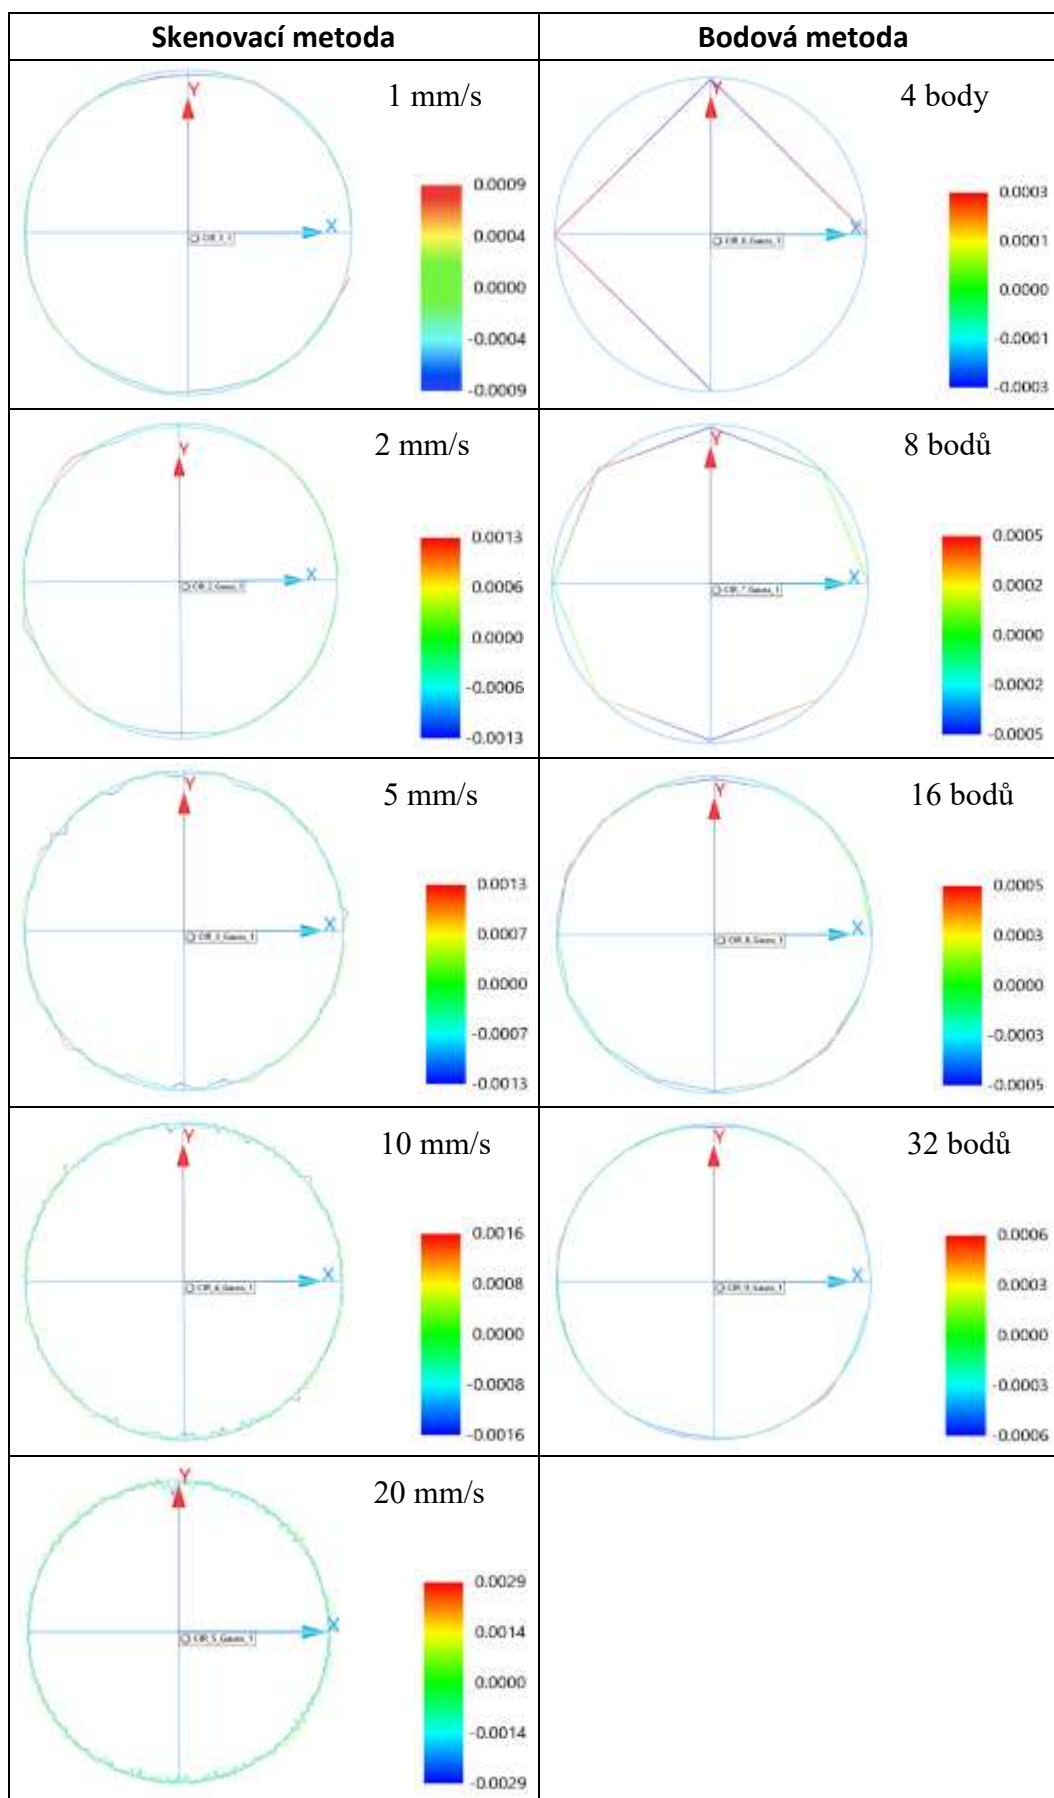 Skenovací metoda
Bodová metoda
1 mm/s
Y
X
0.0009
0.0004
0.0000
-0.0004
-0.0009
4 body
Y
X
0.0003
0.0001
0.0000
-0.0001
-0.0003
2 mm/s
Y
X
0.0013
0.0006
0.0000
-0.0006
-0.0013
8 bodů
Y
X
0.0005
0.0002
0.0000
-0.0002
-0.0005
5 mm/s
Y
X
0.0013
0.0007
0.0000
-0.0007
-0.0013
16 bodů
Y
X
0.0005
0.0003
0.0000
-0.0003
-0.0005
10 mm/s
Y
X
0.0016
0.0008
0.0000
-0.0008
-0.0016
32 bodů
Y
X
0.0006
0.0003
0.0000
-0.0003
-0.0006
20 mm/s
Y
X
0.0029
0.0014
0.0000
-0.0014
-0.0029